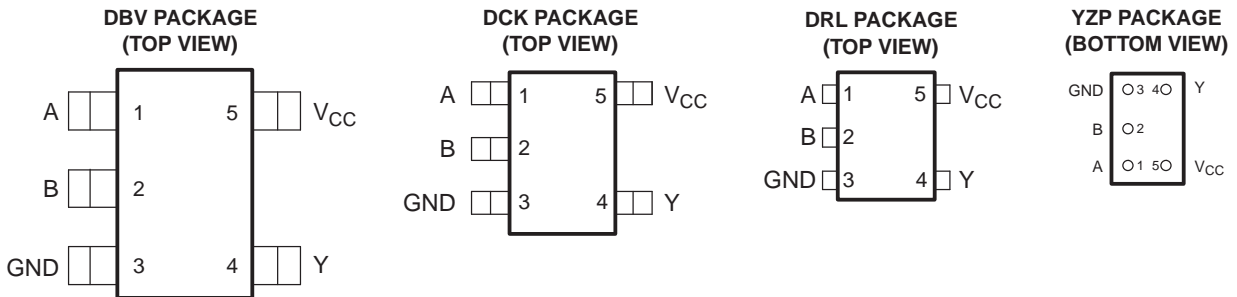 DBV PACKAGE
(TOP VIEW)
A 1 5 VCC
B 2
GND 3 4 Y
DCK PACKAGE
(TOP VIEW)
A 1 5 VCC
B 2
GND 3 4 Y
DRL PACKAGE
(TOP VIEW)
A 1 5 VCC
B 2
GND 3 4 Y
YZP PACKAGE
(BOTTOM VIEW)
GND 3 4 Y
B 2
A 1 5 VCC